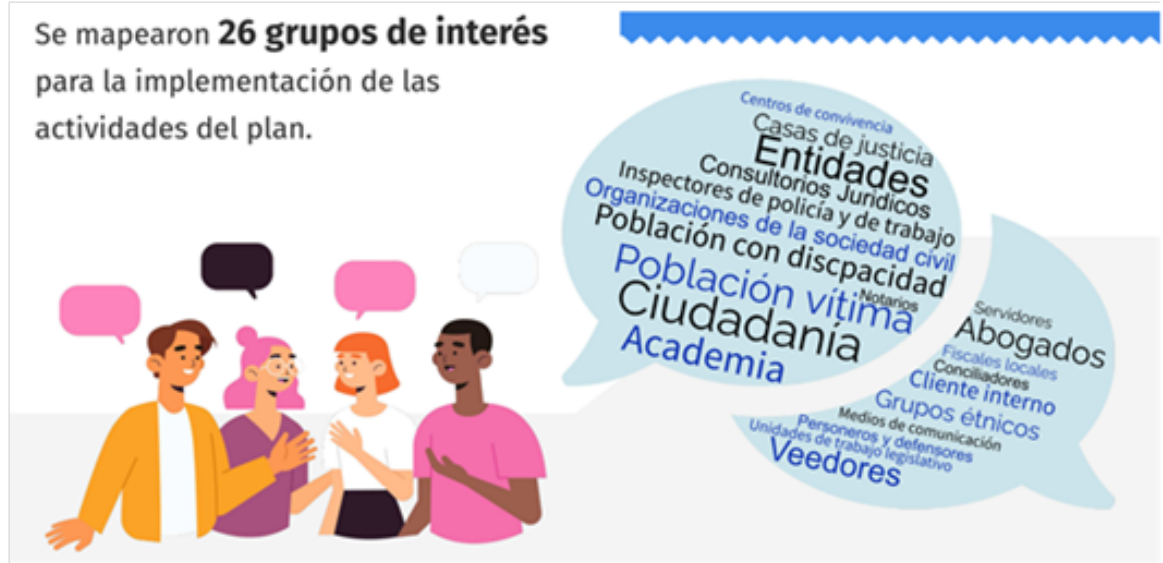 Se mapearon 26 grupos de interés
para la implementación de las
actividades del plan.
Centros de convivencia
Casas de justicia
Entidades
Consultorios Jurídicos
Inspectores de policía y de trabajo
Organizaciones de la sociedad civil
Población con discpacidad
Población vítima
Notarios
Ciudadanía
Academia
Servidores
Abogados
Fiscales locales
Conciliadores
Cliente interno
Grupos étnicos
Medios de comunicación
Personeros y defensores
Unidades de trabajo legislativo
Veedores